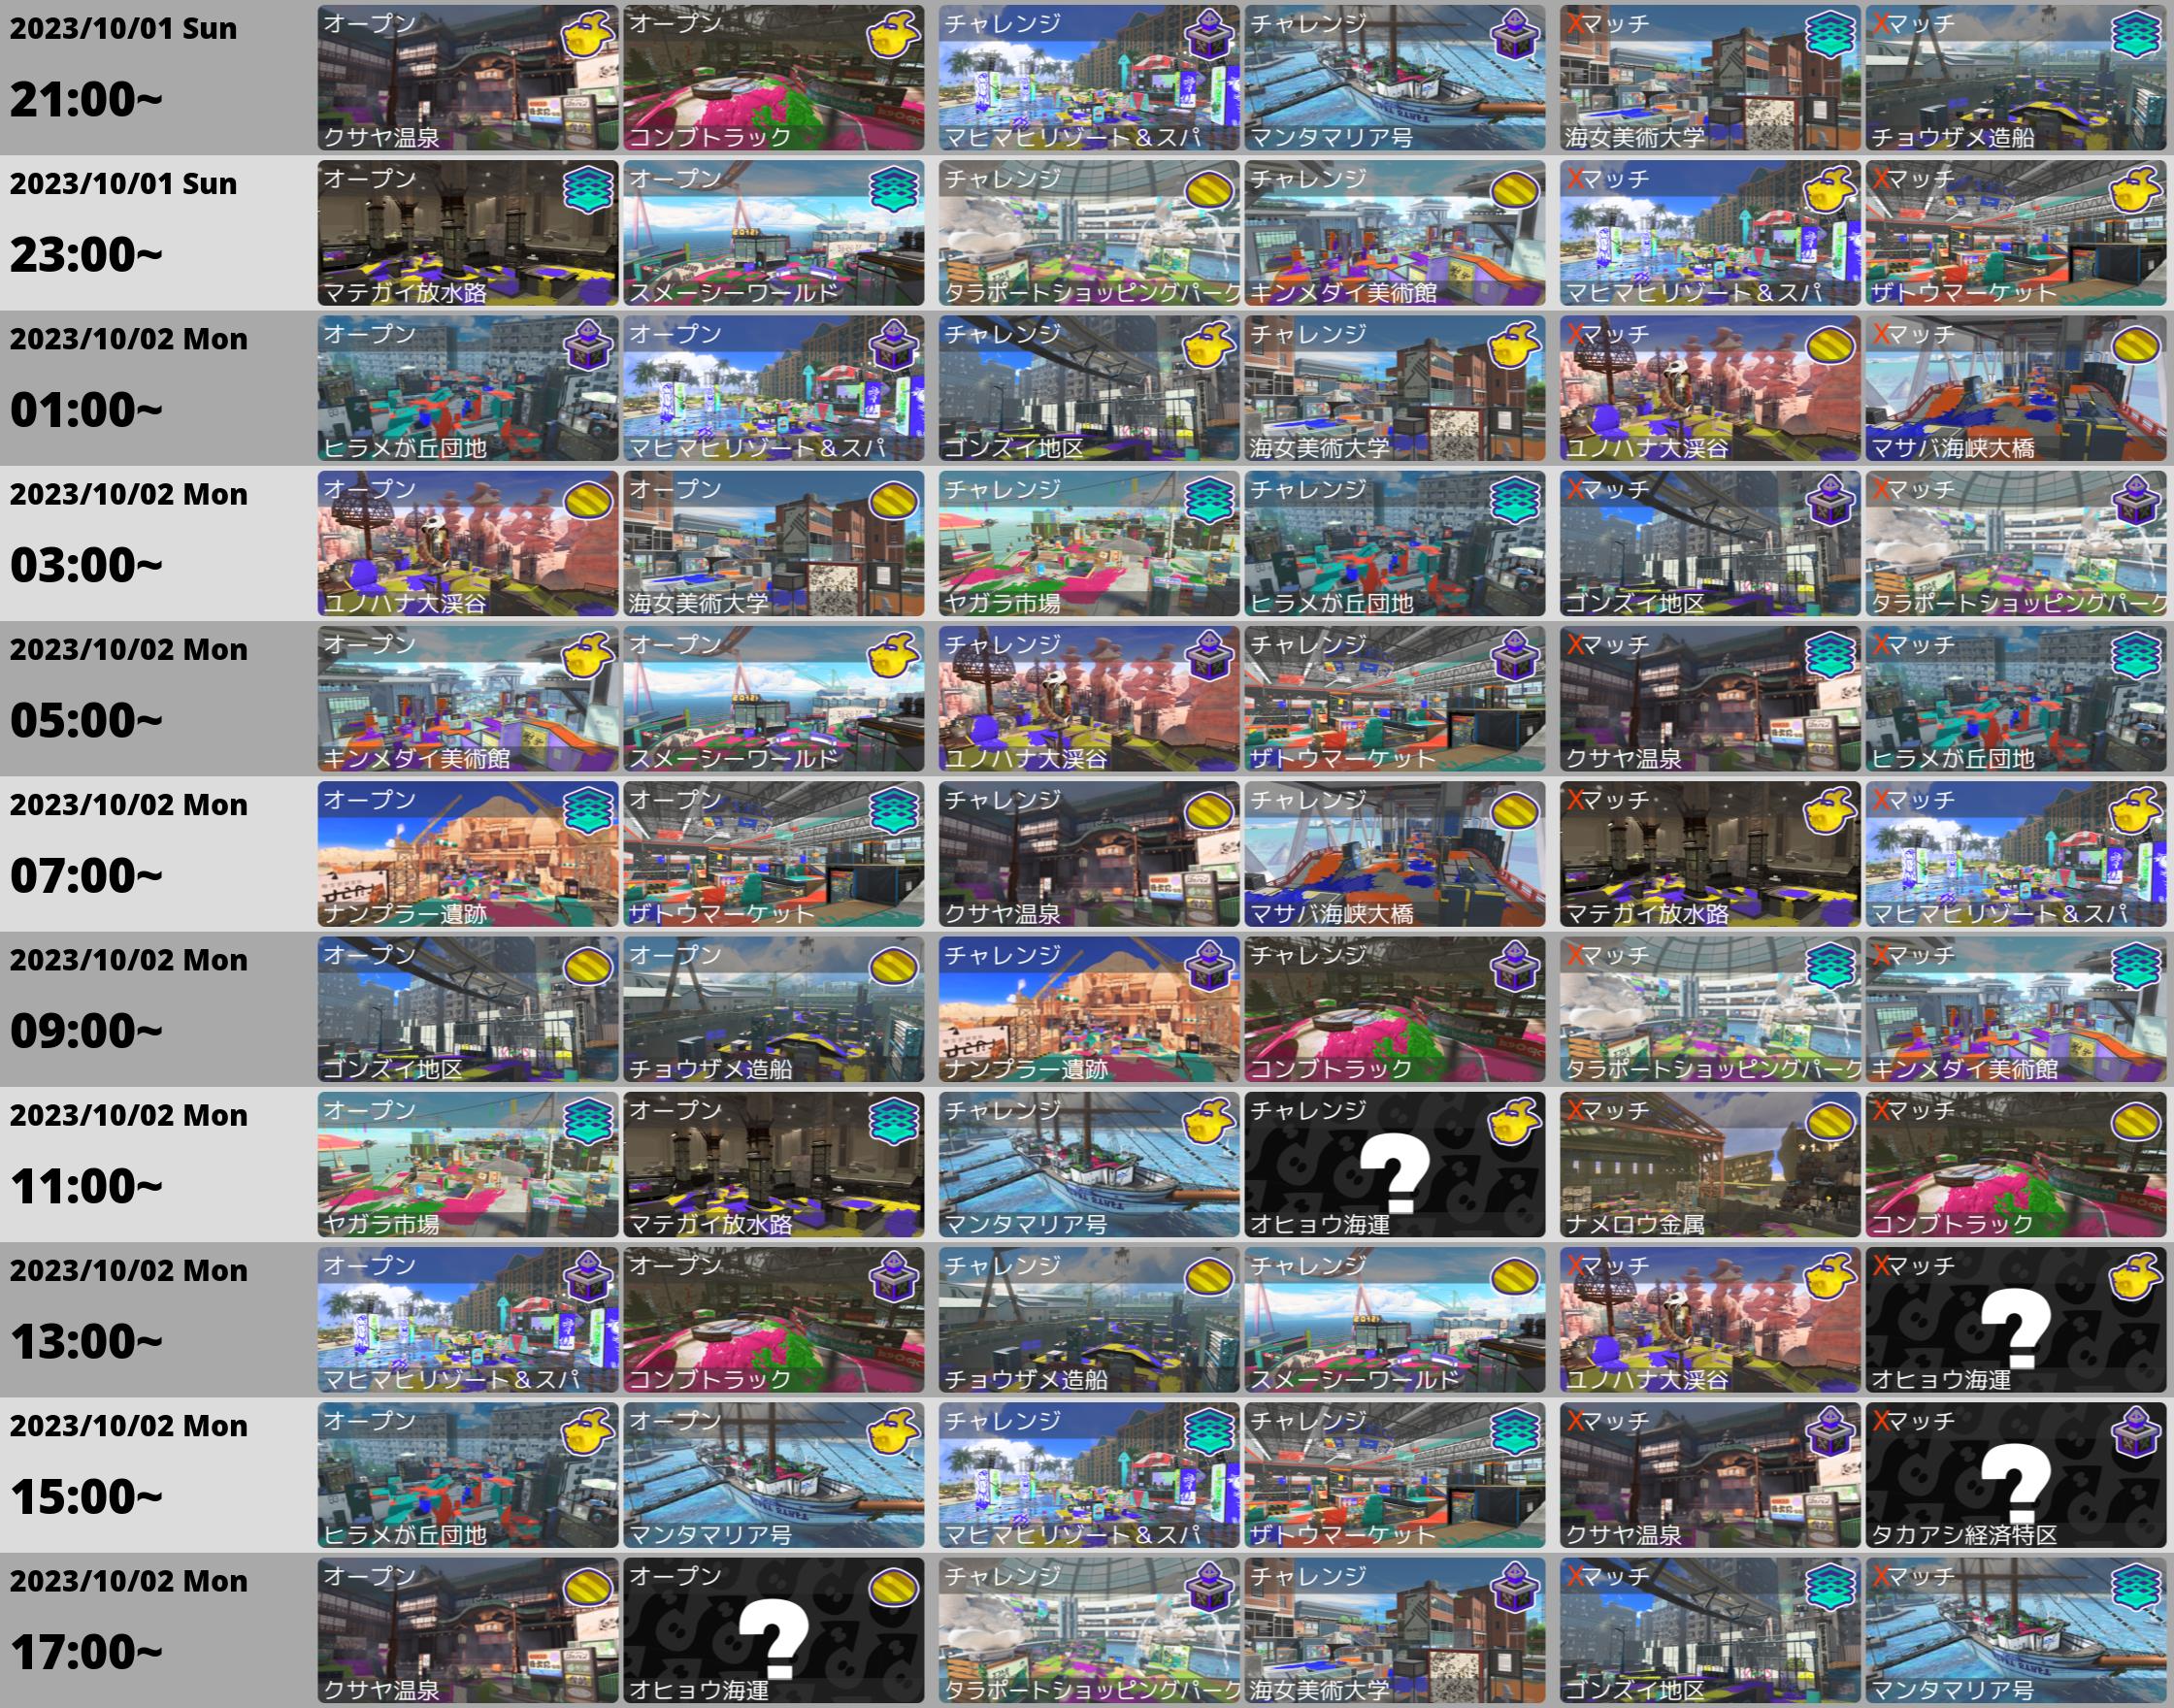 2023/10/01 Sun
21:00~
オープン
クサヤ温泉
オープン
コンブトラック
チャレンジ
マヒマヒリゾート＆スパ
チャレンジ
マンタマリア号
Xマッチ
海女美術大学
Xマッチ
チョウザメ造船
2023/10/01 Sun
23:00~
オープン
マテガイ放水路
オープン
スメーシーワールド
チャレンジ
タラポートショッピングパーク
チャレンジ
キンメダイ美術館
Xマッチ
マヒマヒリゾート＆スパ
Xマッチ
ザトウマーケット
2023/10/02 Mon
01:00~
オープン
ヒラメが丘団地
オープン
マヒマヒリゾート＆スパ
チャレンジ
ゴンズイ地区
チャレンジ
海女美術大学
Xマッチ
ユノハナ大渓谷
Xマッチ
マサバ海峡大橋
2023/10/02 Mon
03:00~
オープン
ユノハナ大渓谷
オープン
海女美術大学
チャレンジ
ヤガラ市場
チャレンジ
ヒラメが丘団地
Xマッチ
ゴンズイ地区
Xマッチ
タラポートショッピングパーク
2023/10/02 Mon
05:00~
オープン
キンメダイ美術館
オープン
スメーシーワールド
チャレンジ
ユノハナ大渓谷
チャレンジ
ザトウマーケット
Xマッチ
クサヤ温泉
Xマッチ
ヒラメが丘団地
2023/10/02 Mon
07:00~
オープン
ナンプラー遺跡
オープン
ザトウマーケット
チャレンジ
クサヤ温泉
チャレンジ
マサバ海峡大橋
Xマッチ
マテガイ放水路
Xマッチ
マヒマヒリゾート＆スパ
2023/10/02 Mon
09:00~
オープン
ゴンズイ地区
オープン
チョウザメ造船
チャレンジ
ナンプラー遺跡
チャレンジ
コンブトラック
Xマッチ
タラポートショッピングパーク
Xマッチ
キンメダイ美術館
2023/10/02 Mon
11:00~
オープン
ヤガラ市場
オープン
マテガイ放水路
チャレンジ
マンタマリア号
チャレンジ
?
オヒョウ海運
Xマッチ
ナメロウ金属
Xマッチ
コンブトラック
2023/10/02 Mon
13:00~
オープン
マヒマヒリゾート＆スパ
オープン
コンブトラック
チャレンジ
チョウザメ造船
チャレンジ
スメーシーワールド
Xマッチ
ユノハナ大渓谷
Xマッチ
?
オヒョウ海運
2023/10/02 Mon
15:00~
オープン
ヒラメが丘団地
オープン
マンタマリア号
チャレンジ
マヒマヒリゾート＆スパ
チャレンジ
ザトウマーケット
Xマッチ
クサヤ温泉
Xマッチ
?
タカアシ経済特区
2023/10/02 Mon
17:00~
オープン
クサヤ温泉
オープン
?
オヒョウ海運
チャレンジ
タラポートショッピングパーク
チャレンジ
海女美術大学
Xマッチ
ゴンズイ地区
Xマッチ
マンタマリア号